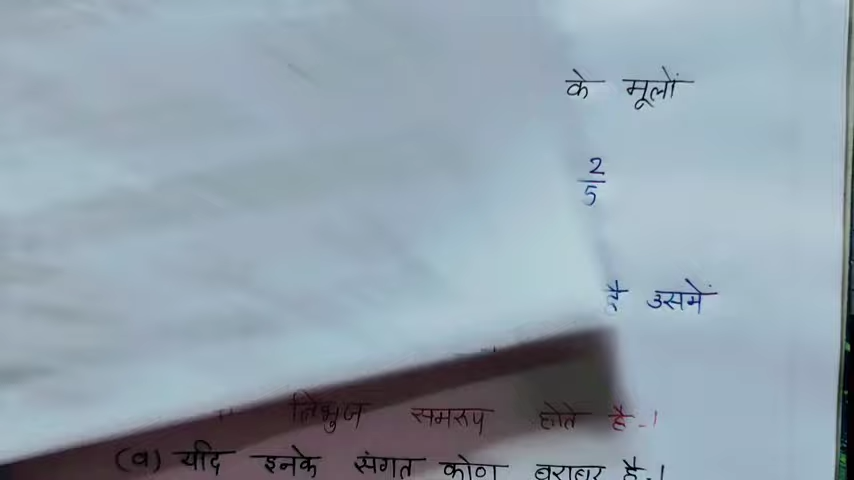 के मूलों
2/5
है उसमें
त्रिभुज समरूप होते है-।
(a) यदि इनके संगत कोण बराबर है-।